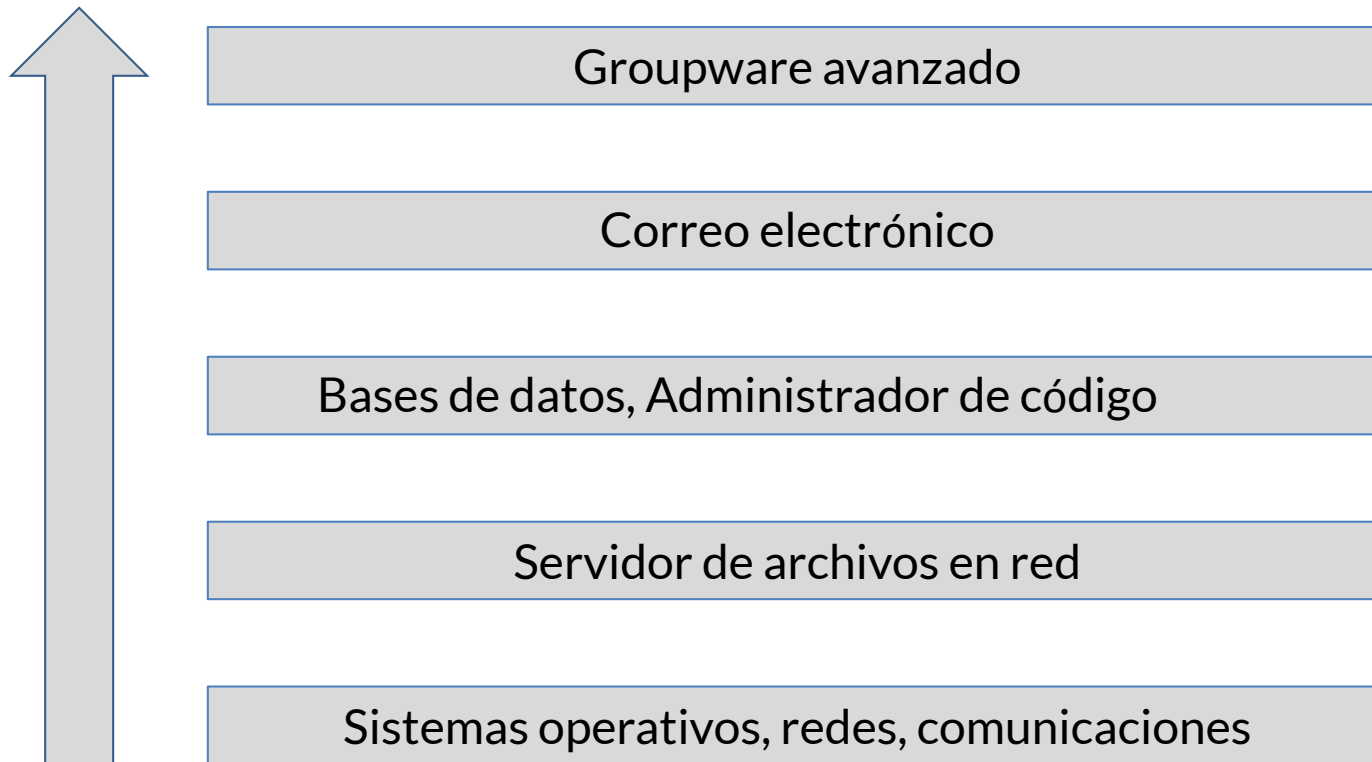 Groupware avanzado
Correo electrónico
Bases de datos, Administrador de código
Servidor de archivos en red
Sistemas operativos, redes, comunicaciones